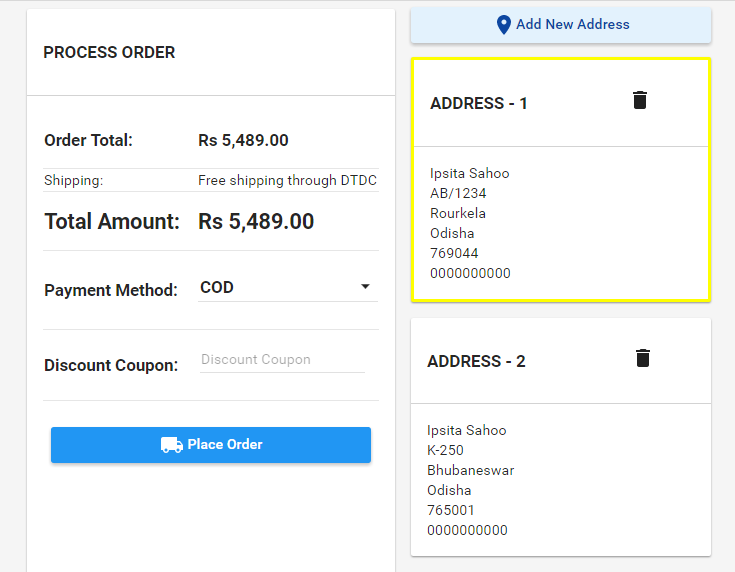 PROCESS ORDER
Order Total: Rs 5,489.00
Shipping: Free shipping through DTDC
Total Amount: Rs 5,489.00
Payment Method: COD
Discount Coupon: Discount Coupon
Place Order
Add New Address
ADDRESS - 1
Ipsita Sahoo
AB/1234
Rourkela
Odisha
769044
0000000000
ADDRESS - 2
Ipsita Sahoo
K-250
Bhubaneswar
Odisha
765001
0000000000